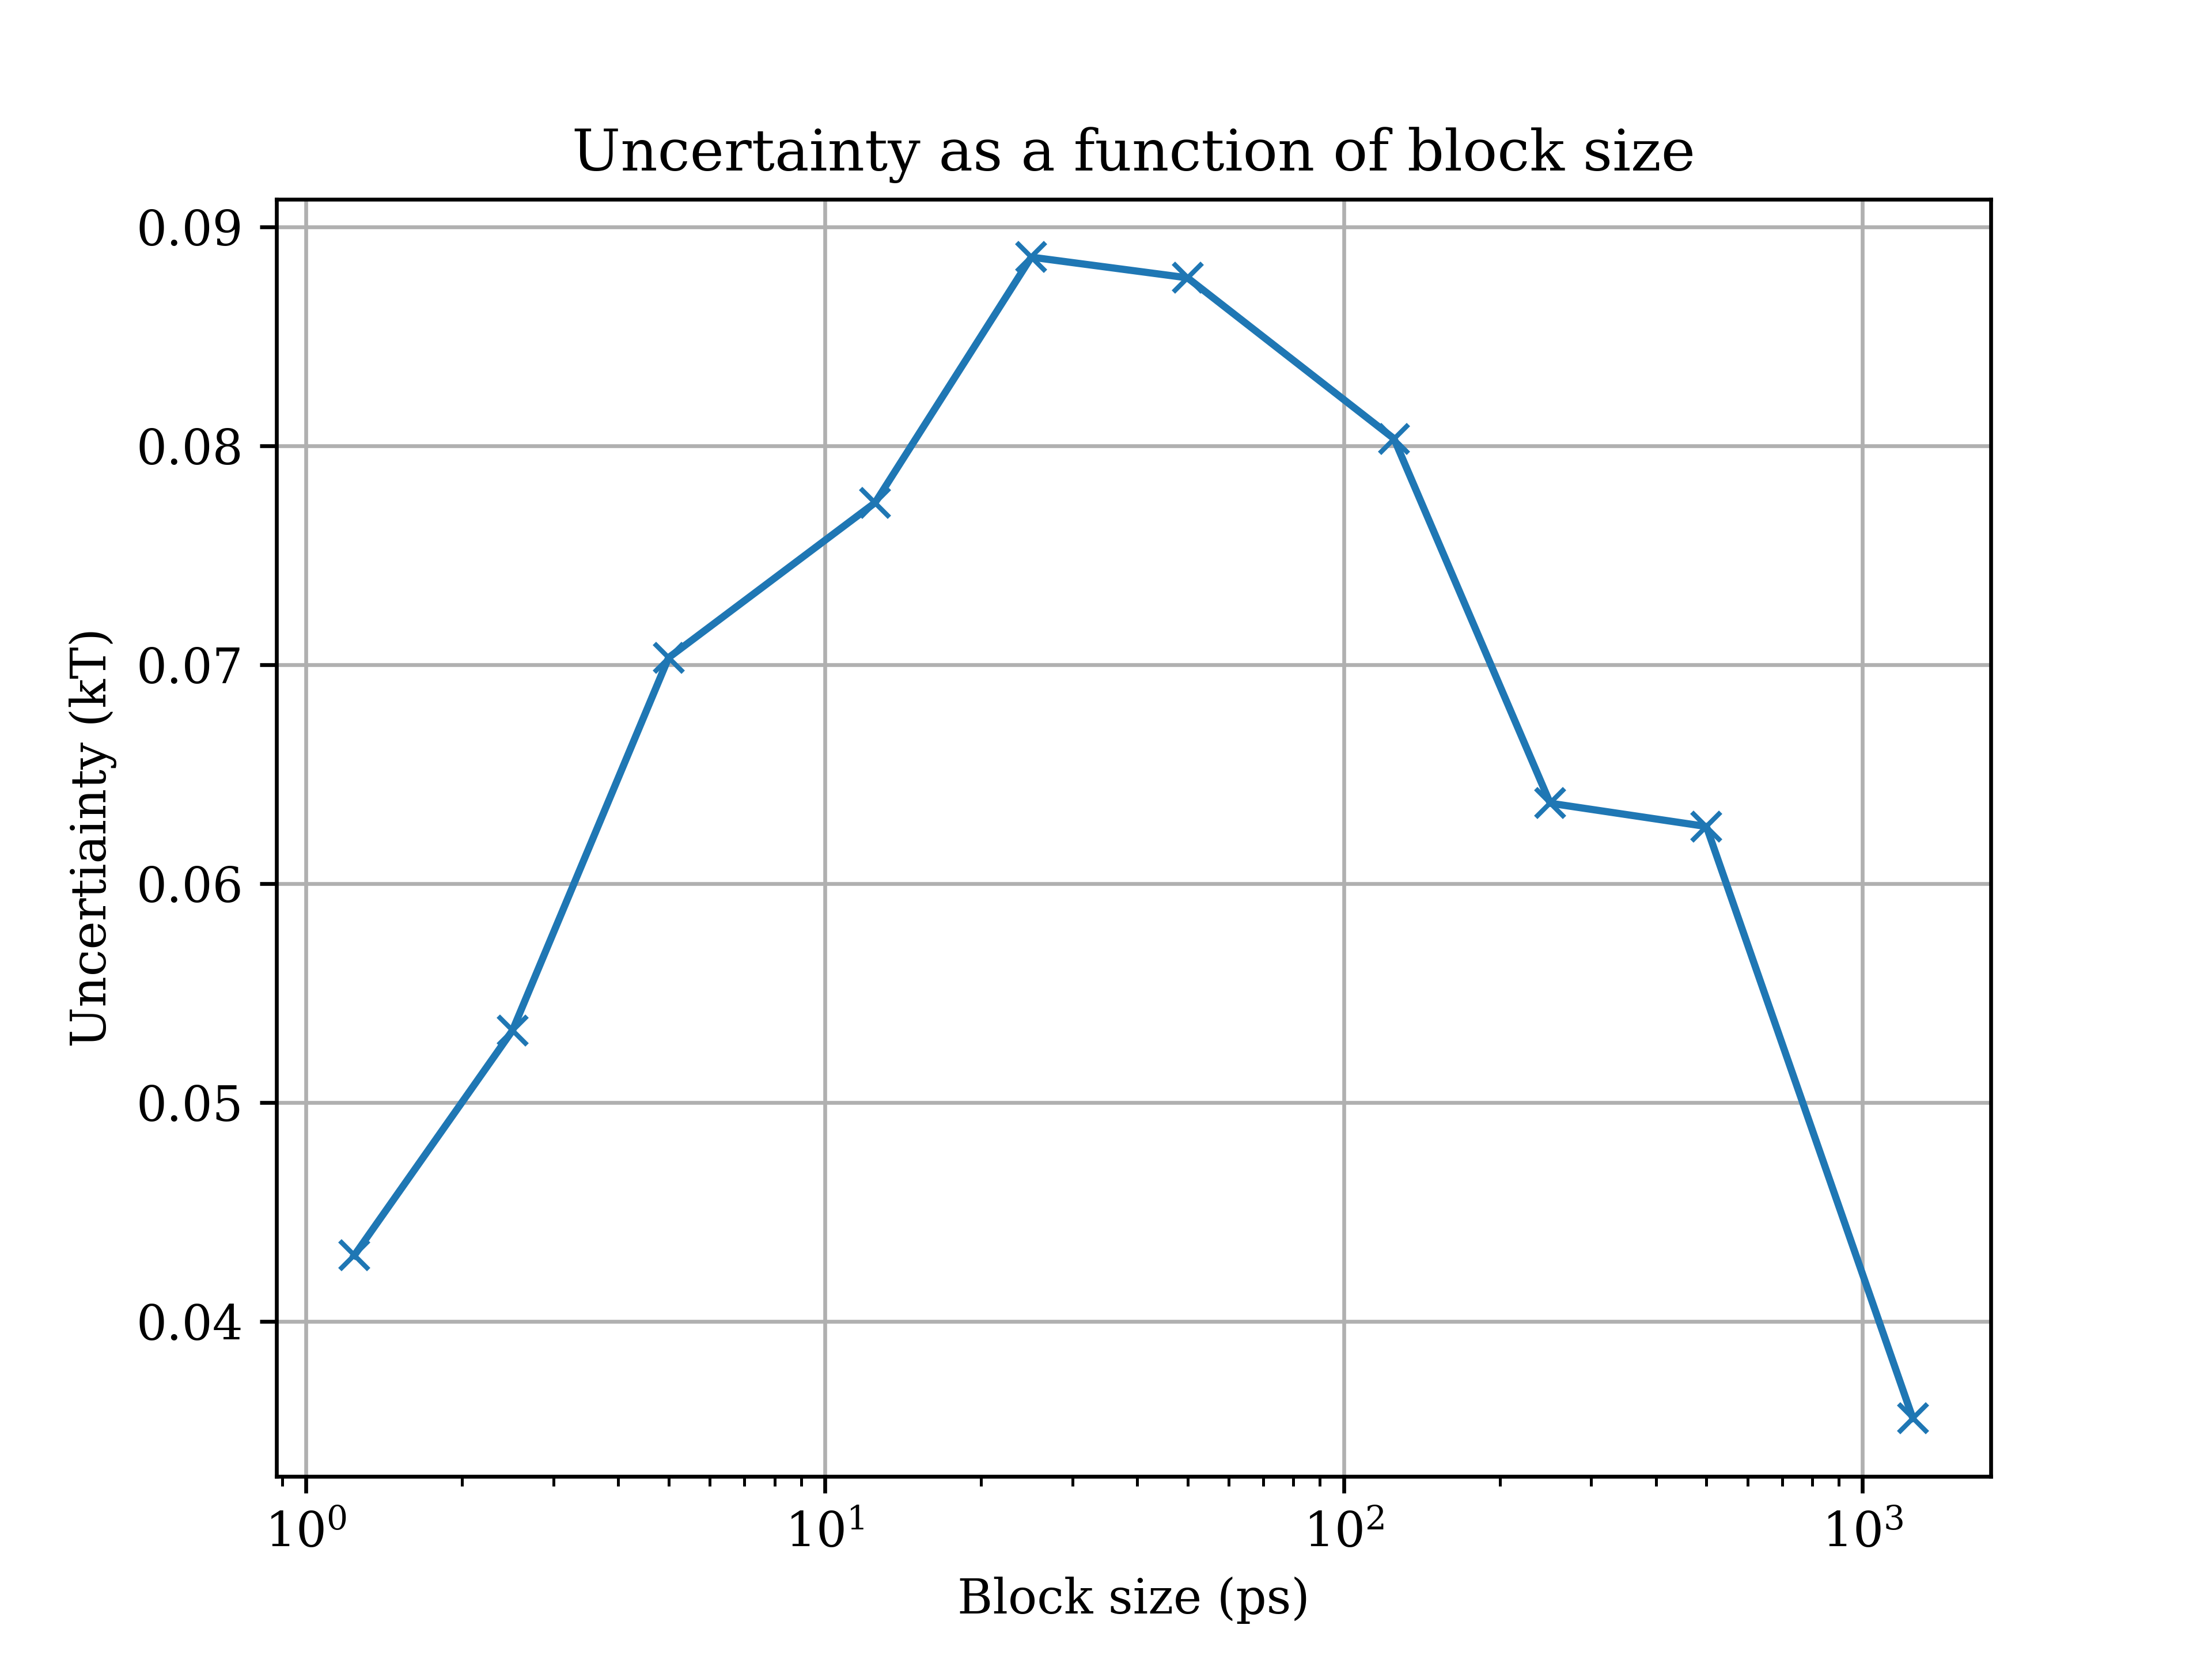 Uncertainty as a function of block size
0.09
0.08
0.07
0.06
0.05
0.04
Uncertiainty (kT)
10⁰ 10¹ 10² 10³
Block size (ps)